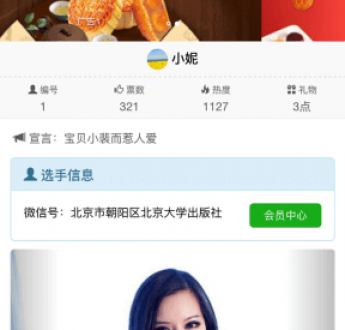 广告
小妮
编号 票数 热度 礼物
1 321 1127 3点
宣言：宝贝小裴而惹人爱
选手信息
微信号：北京市朝阳区北京大学出版社 会员中心